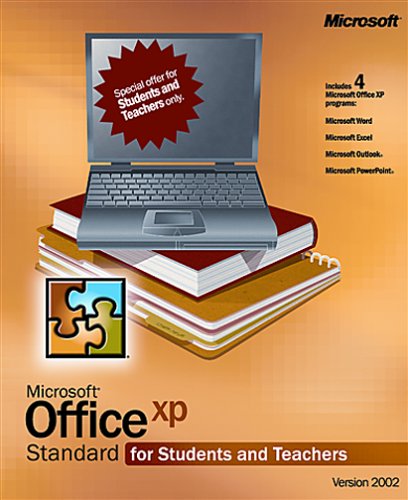 Microsoft®
Special offer for
Students and
Teachers only.
Includes 4
Microsoft Office XP
programs:
Microsoft Word
Microsoft Excel
Microsoft Outlook®
Microsoft PowerPoint®
Microsoft®
Office xp
Standard for Students and Teachers
Version 2002